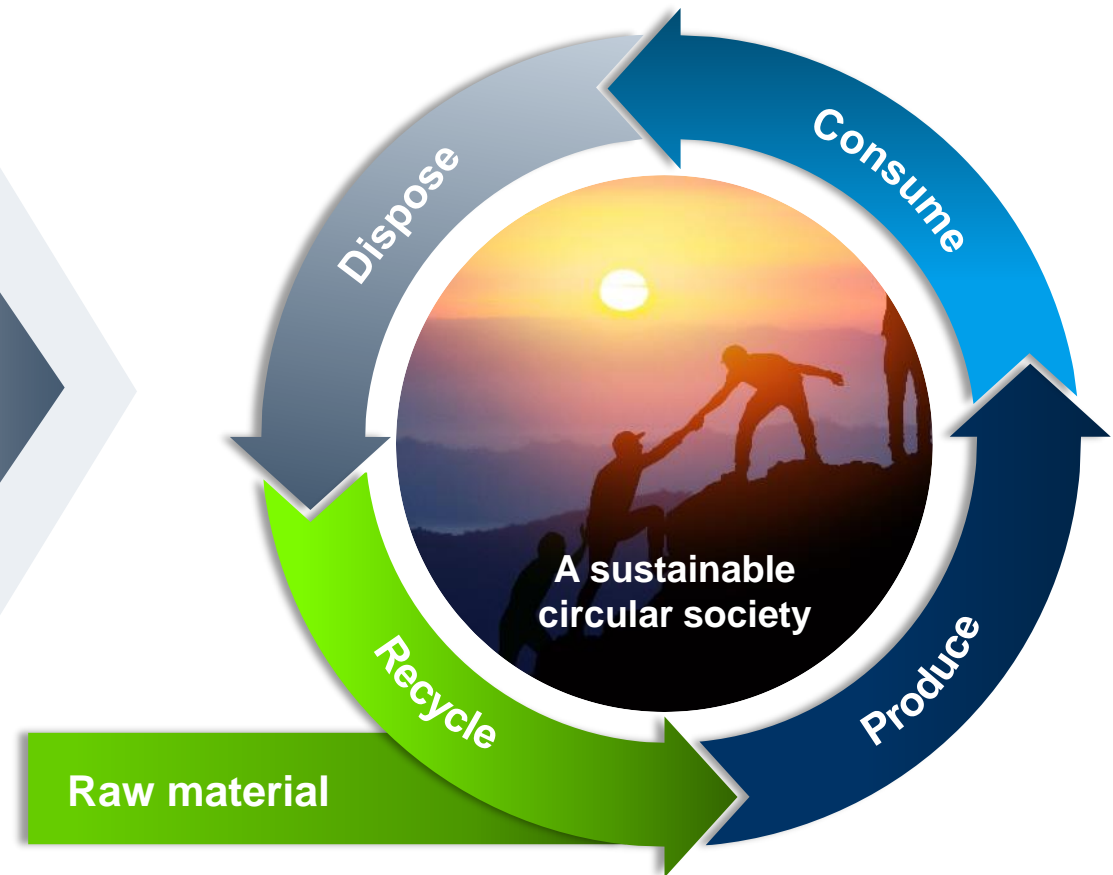 Consume
Dispose
A sustainable
circular society
Produce
Recycle
Raw material